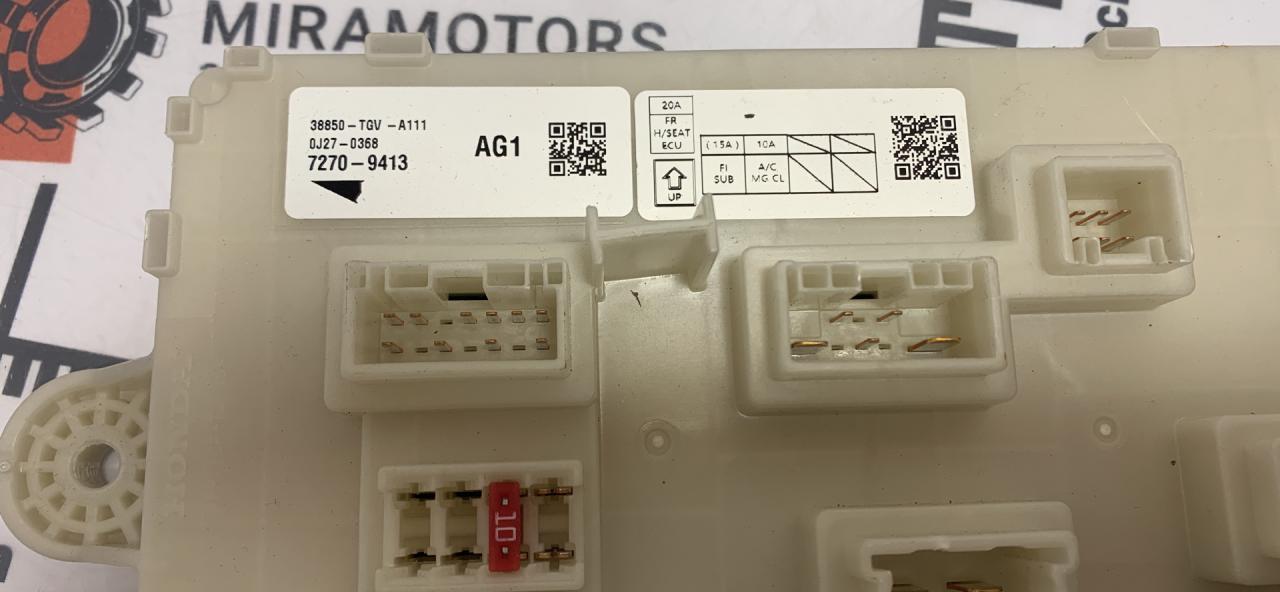 MIRAMOTORS
38850-TGV -A111
0J27-0368
7270-9413
AG1
20A
FR
H/SEAT
ECU
UP
(15A) 10A
FI
SUB
A/C
MG CL
HONDA
10